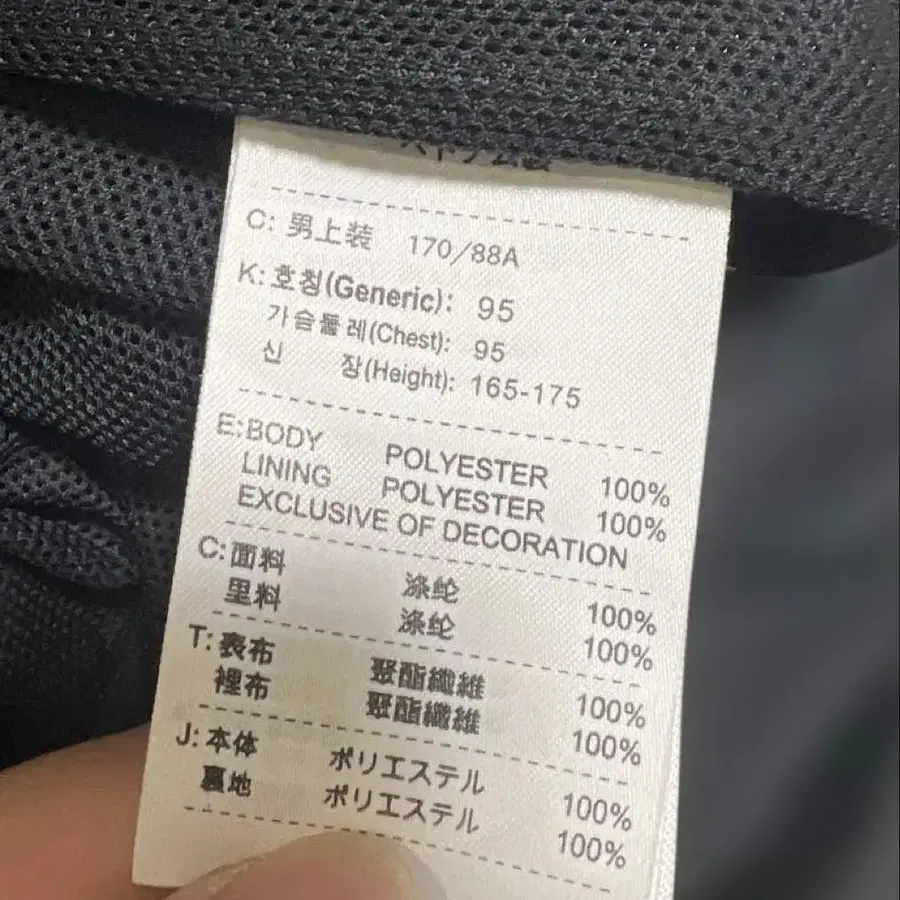 C: 男上装 170/88A
K: 호칭(Generic): 95
가슴둘레(Chest): 95
신 장(Height): 165-175
E: BODY POLYESTER 100%
LINING POLYESTER 100%
EXCLUSIVE OF DECORATION
C: 面料 涤纶 100%
里料 涤纶 100%
T: 表布 聚酯纖維 100%
裡布 聚酯纖維 100%
J: 本体 ポリエステル 100%
裏地 ポリエステル 100%